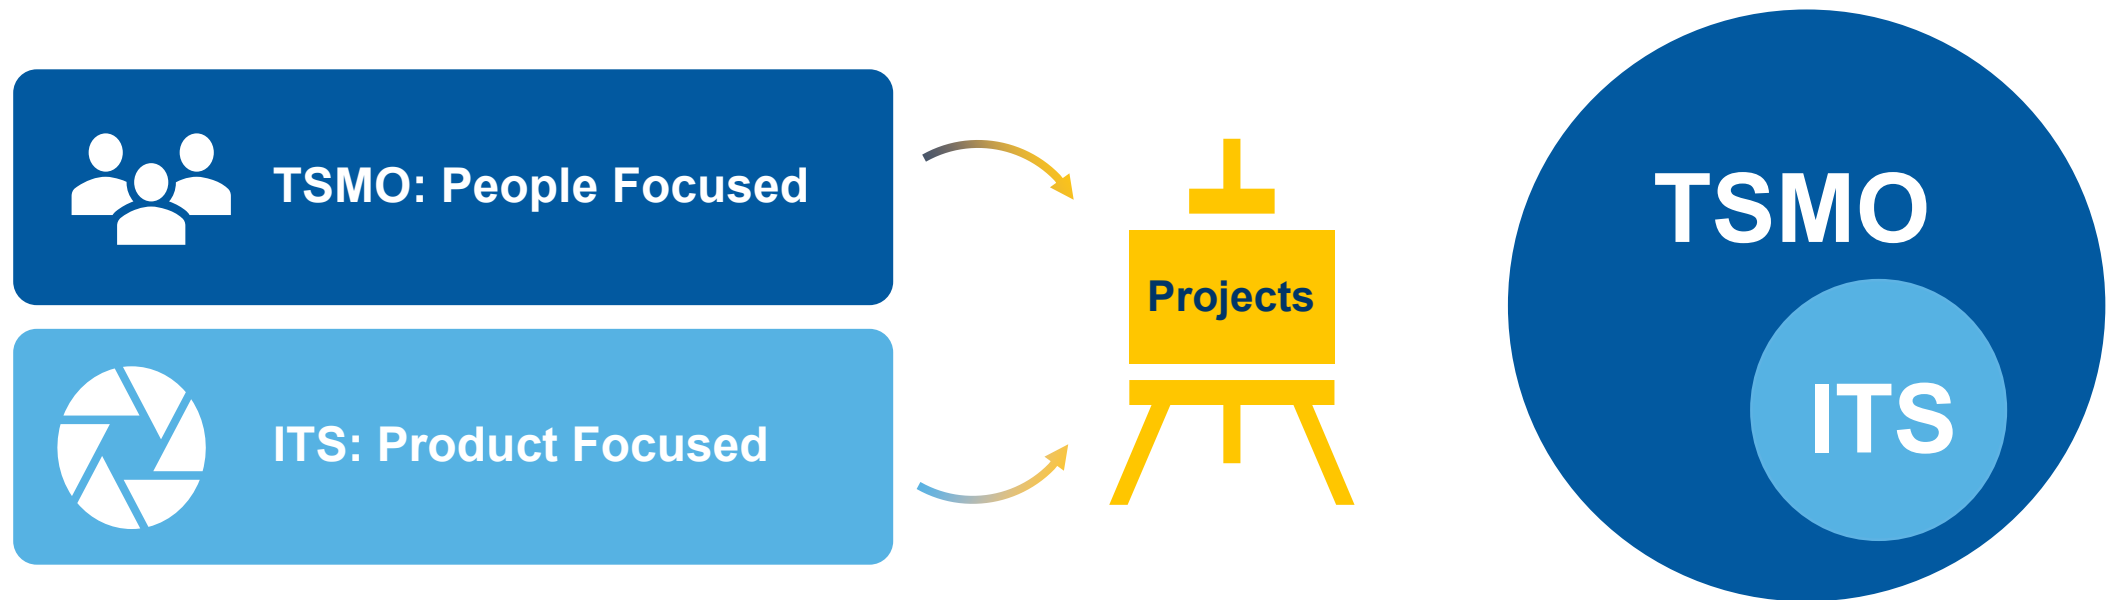 TSMO: People Focused
ITS: Product Focused
Projects
TSMO
ITS